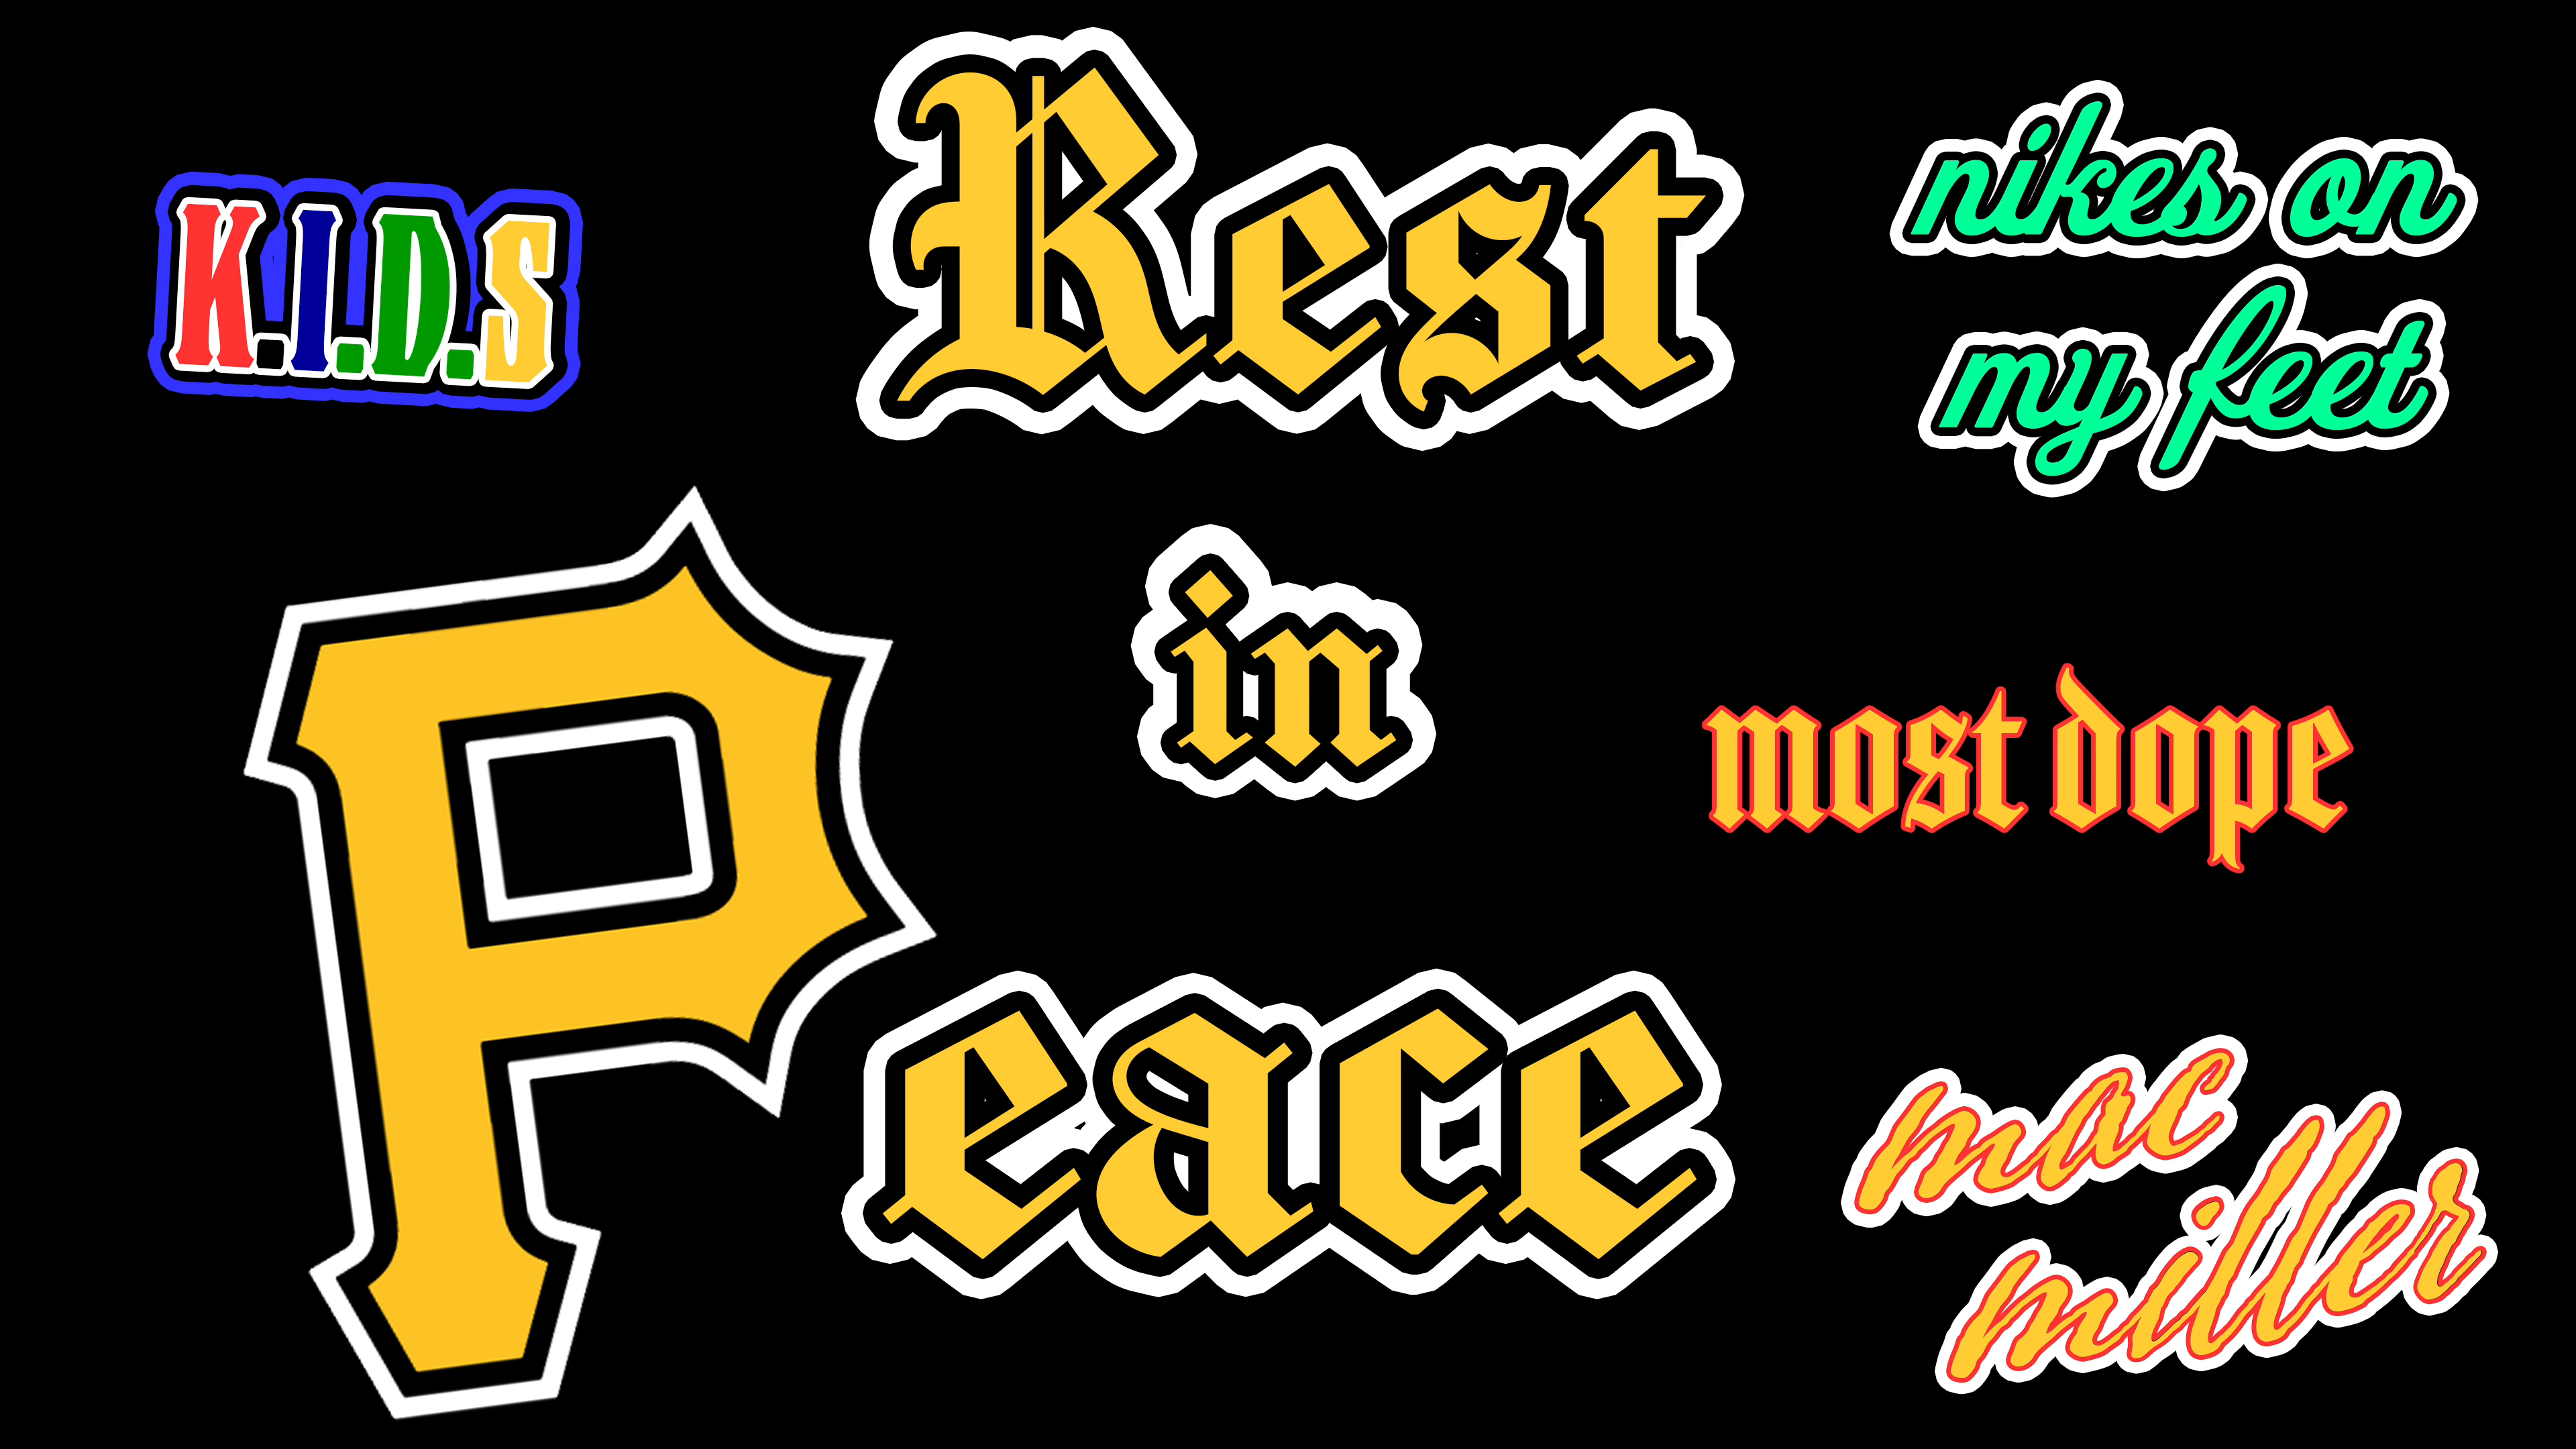 K.I.D.S
Rest
in
Peace
nikes on
my feet
most dope
mac
miller